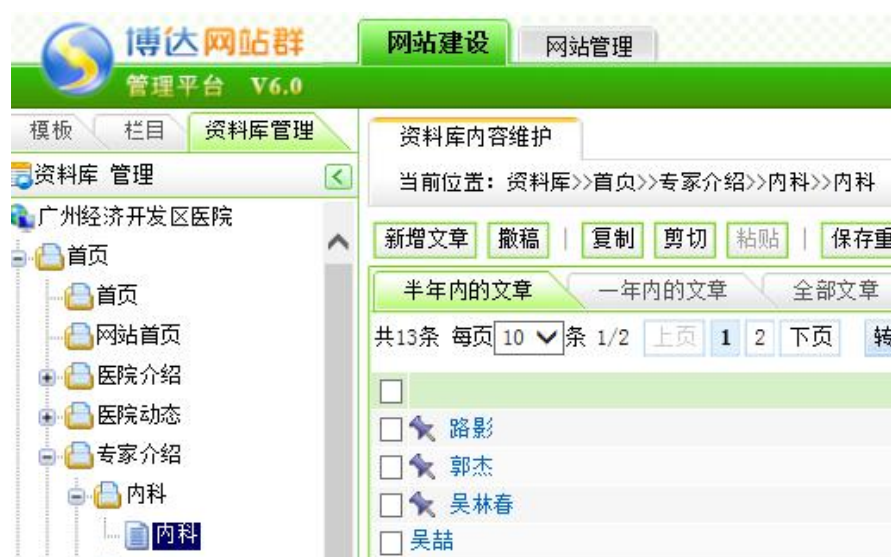 博达网站群
管理平台 V6.0
网站建设 网站管理
模板 栏目 资料库管理
资料库 管理
广州经济开发区医院
首页
首页
网站首页
医院介绍
医院动态
专家介绍
内科
内科
资料库内容维护
当前位置：资料库>>首页>>专家介绍>>内科>>内科
新增文章 撤稿 | 复制 剪切 粘贴 | 保存重
半年内的文章 一年内的文章 全部文章
共13条 每页 10 条 1/2 上页 1 2 下页 转
路影
郭杰
吴林春
吴喆